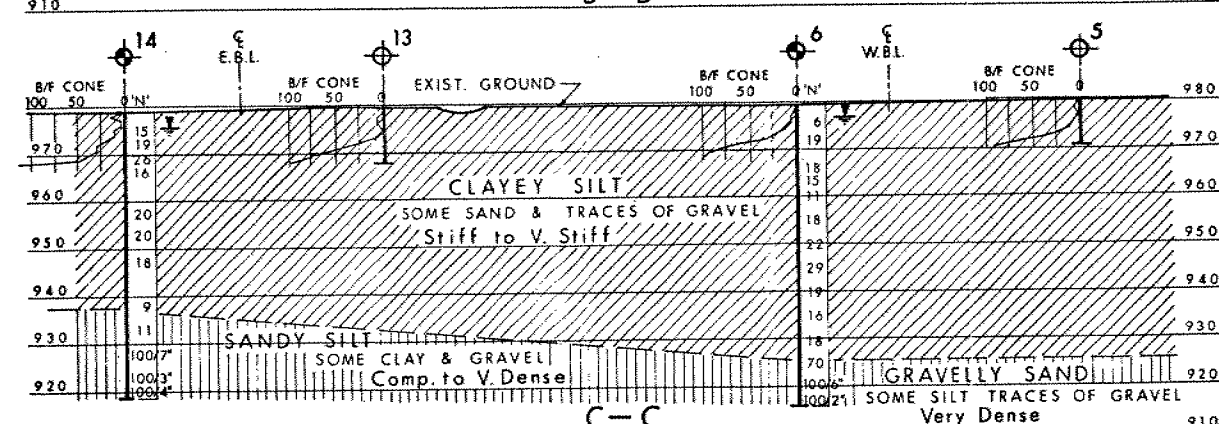 910
14
℄
E.B.L.
13
6
℄
W.B.L.
5
B/F CONE
100 50 0 'N'
B/F CONE
100 50 0
EXIST. GROUND
B/F CONE
100 50 0 'N'
B/F CONE
100 50 0
980
970
960
950
940
930
920
15
19
26
16
20
20
18
9
11
100/7"
100/3"
100/4"
CLAYEY SILT
SOME SAND & TRACES OF GRAVEL
Stiff to V. Stiff
SANDY SILT
SOME CLAY & GRAVEL
Comp. to V. Dense
6
19
18
15
11
18
22
29
19
16
18
70
100/6"
100/2"
970
960
950
940
930
920
GRAVELLY SAND
SOME SILT TRACES OF GRAVEL
Very Dense
C—C
910